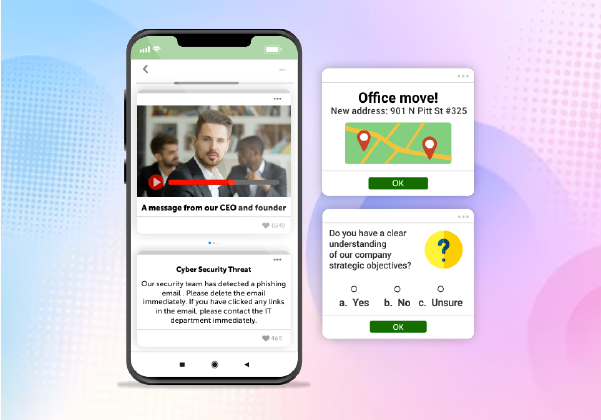 A message from our CEO and founder
6549
Cyber Security Threat
Our security team has detected a phishing
email . Please delete the email
immediately. If you have clicked any links
in the email, please contact the IT
department immediately.
469
Office move!
New address: 901 N Pitt St #325
OK
Do you have a clear
understanding
of our company
strategic objectives?
?
a. Yes b. No c. Unsure
OK